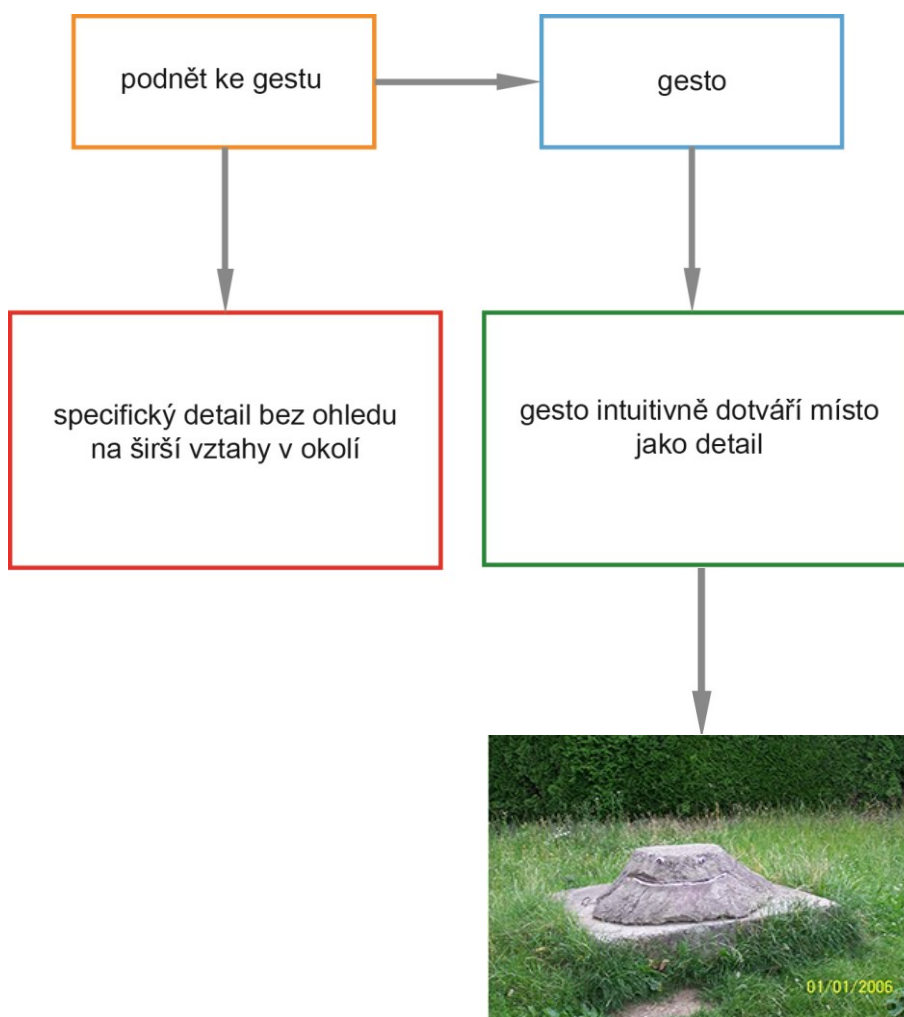 podnět ke gestu
gesto
specifický detail bez ohledu
na širší vztahy v okolí
gesto intuitivně dotváří místo
jako detail
01/01/2006